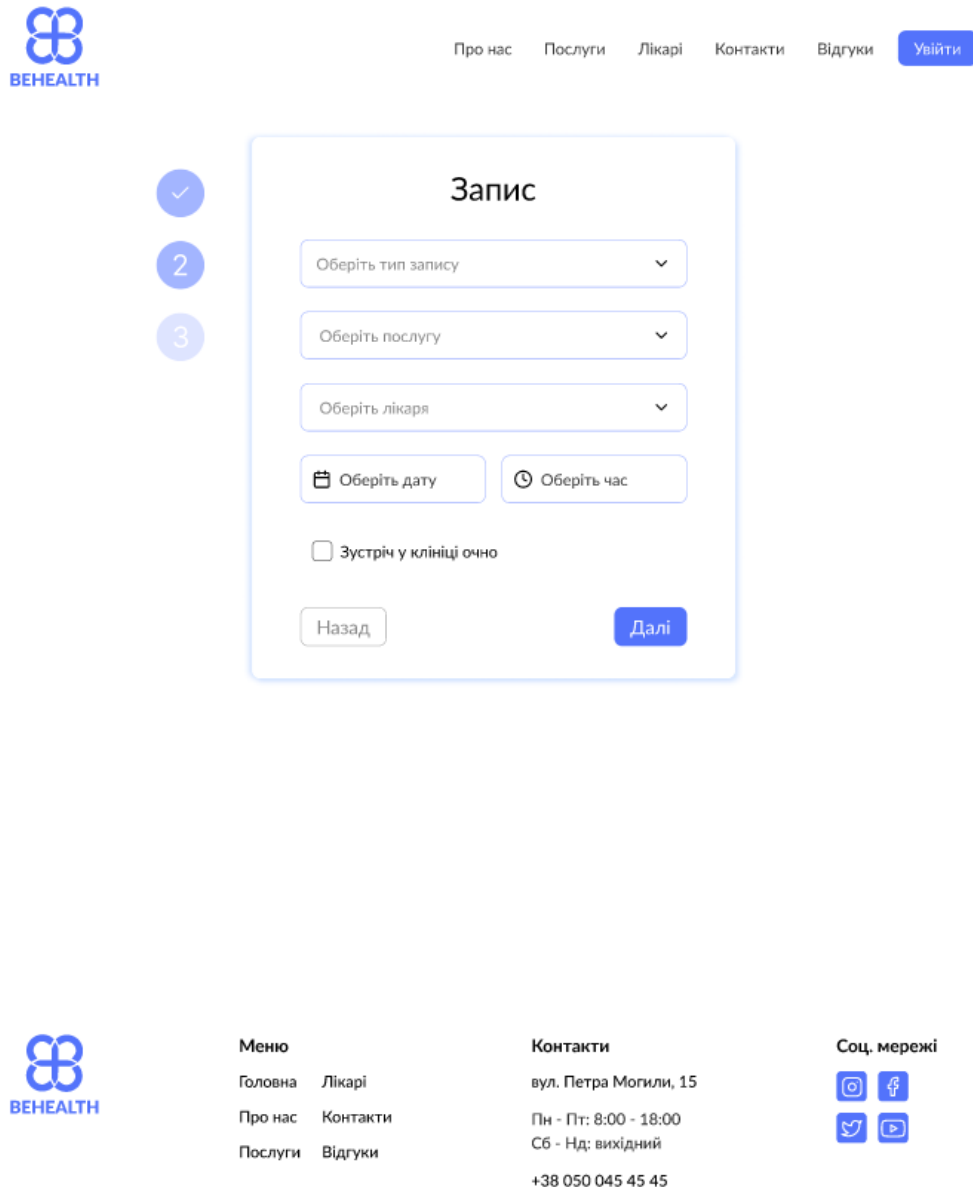 BEHEALTH
Про нас Послуги Лікарі Контакти Відгуки Увійти
Запис
2
3
Оберіть тип запису
Оберіть послугу
Оберіть лікаря
Оберіть дату Оберіть час
Зустріч у клініці очно
Назад Далі
BEHEALTH
Меню
Головна Лікарі
Про нас Контакти
Послуги Відгуки
Контакти
вул. Петра Могили, 15
Пн - Пт: 8:00 - 18:00
Сб - Нд: вихідний
+38 050 045 45 45
Соц. мережі